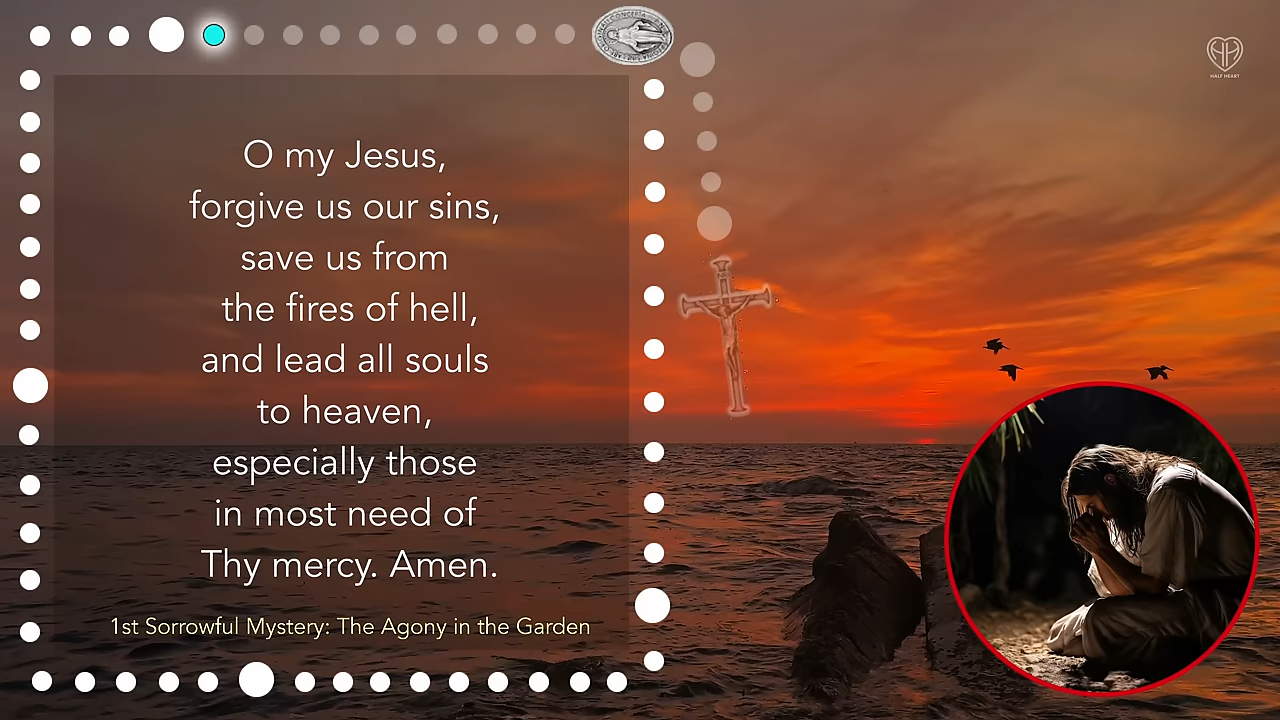 O my Jesus,
forgive us our sins,
save us from
the fires of hell,
and lead all souls
to heaven,
especially those
in most need of
Thy mercy. Amen.
1st Sorrowful Mystery: The Agony in the Garden
HALF HEART